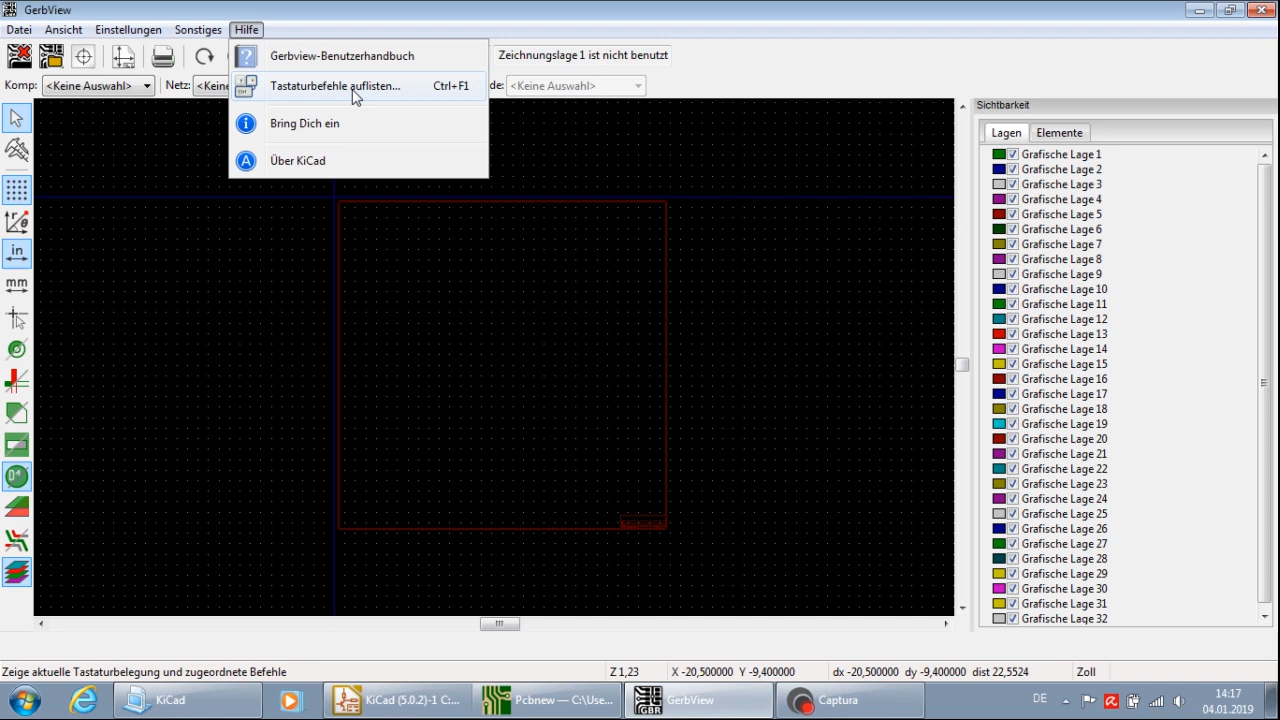 GerbView
Datei Ansicht Einstellungen Sonstiges Hilfe
Gerbview-Benutzerhandbuch
Zeichnungslage 1 ist nicht benutzt
Komp: <Keine Auswahl> Netz: <Kein
Tastaturbefehle auflisten... Ctrl+F1
de: <Keine Auswahl>
Bring Dich ein
Über KiCad
in
mm
Sichtbarkeit
Lagen Elemente
Grafische Lage 1
Grafische Lage 2
Grafische Lage 3
Grafische Lage 4
Grafische Lage 5
Grafische Lage 6
Grafische Lage 7
Grafische Lage 8
Grafische Lage 9
Grafische Lage 10
Grafische Lage 11
Grafische Lage 12
Grafische Lage 13
Grafische Lage 14
Grafische Lage 15
Grafische Lage 16
Grafische Lage 17
Grafische Lage 18
Grafische Lage 19
Grafische Lage 20
Grafische Lage 21
Grafische Lage 22
Grafische Lage 23
Grafische Lage 24
Grafische Lage 25
Grafische Lage 26
Grafische Lage 27
Grafische Lage 28
Grafische Lage 29
Grafische Lage 30
Grafische Lage 31
Grafische Lage 32
Zeige aktuelle Tastaturbelegung und zugeordnete Befehle
Z 1,23
X -20,500000 Y -9,400000
dx -20,500000 dy -9,400000 dist 22,5524
Zoll
KiCad
KiCad (5.0.2)-1 C:...
Pcbnew — C:\Use...
GBR
GerbView
Captura
DE
14:17
04.01.2019